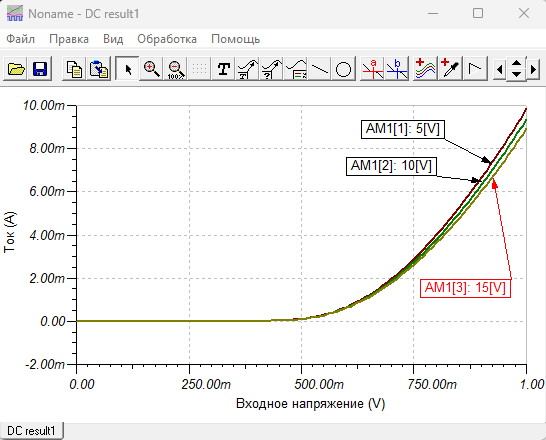 Noname - DC result1
Файл Правка Вид Обработка Помощь
100% T ? a b
10.00m
AM1[1]: 5[V]
8.00m
AM1[2]: 10[V]
6.00m
Ток (A)
4.00m
AM1[3]: 15[V]
2.00m
0.00
-2.00m
0.00 250.00m 500.00m 750.00m 1.00
Входное напряжение (V)
DC result1